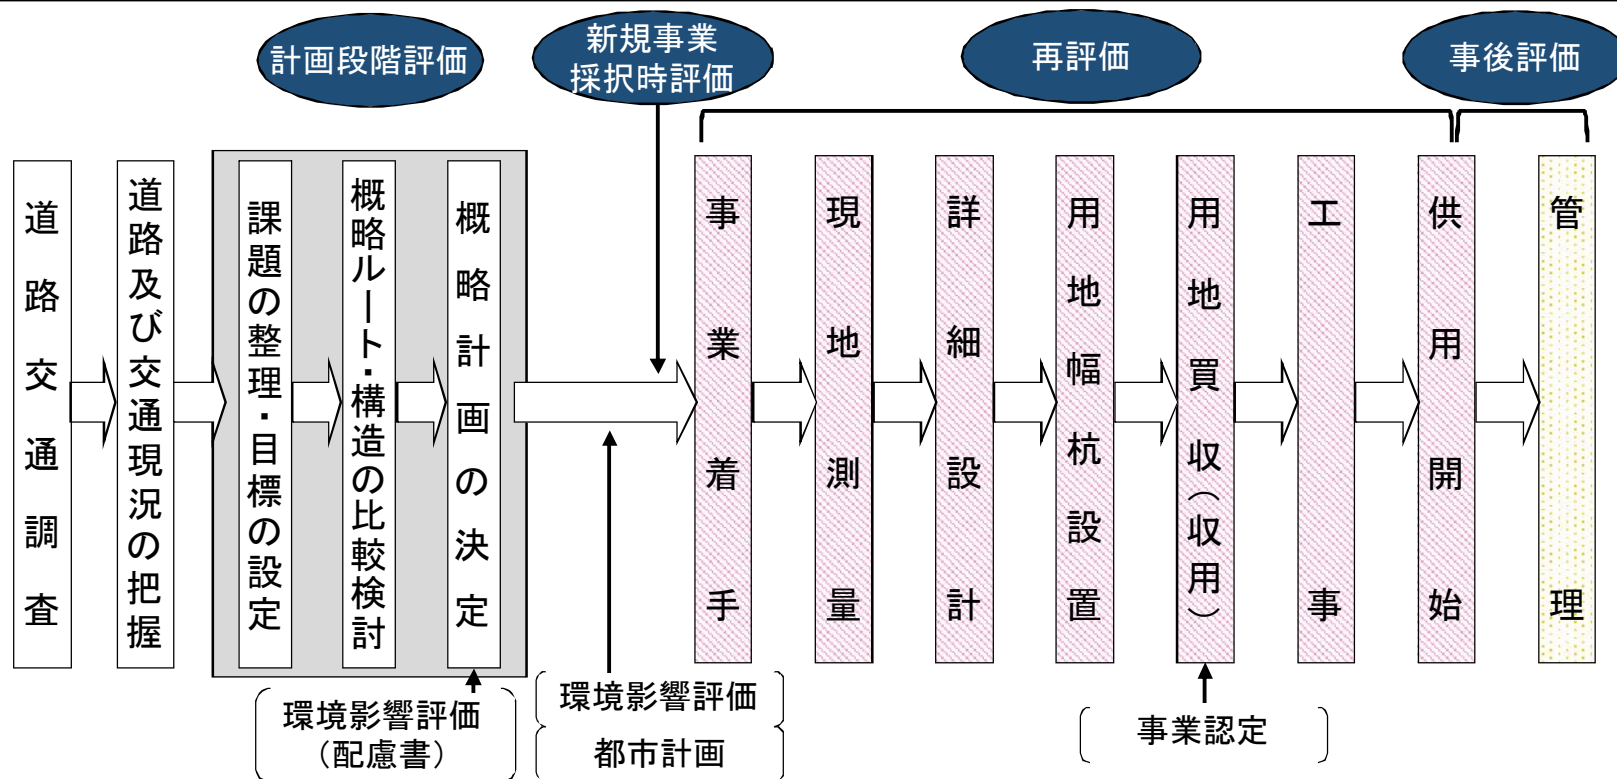 計画段階評価
新規事業
採択時評価
再評価
事後評価
道路交通調査
道路及び交通現況の把握
課題の整理・目標の設定
概略ルート・構造の比較検討
概略計画の決定
事業着手
現地測量
詳細設計
用地幅杭設置
用地買収（収用）
工事
供用開始
管理
環境影響評価
（配慮書）
環境影響評価
都市計画
事業認定